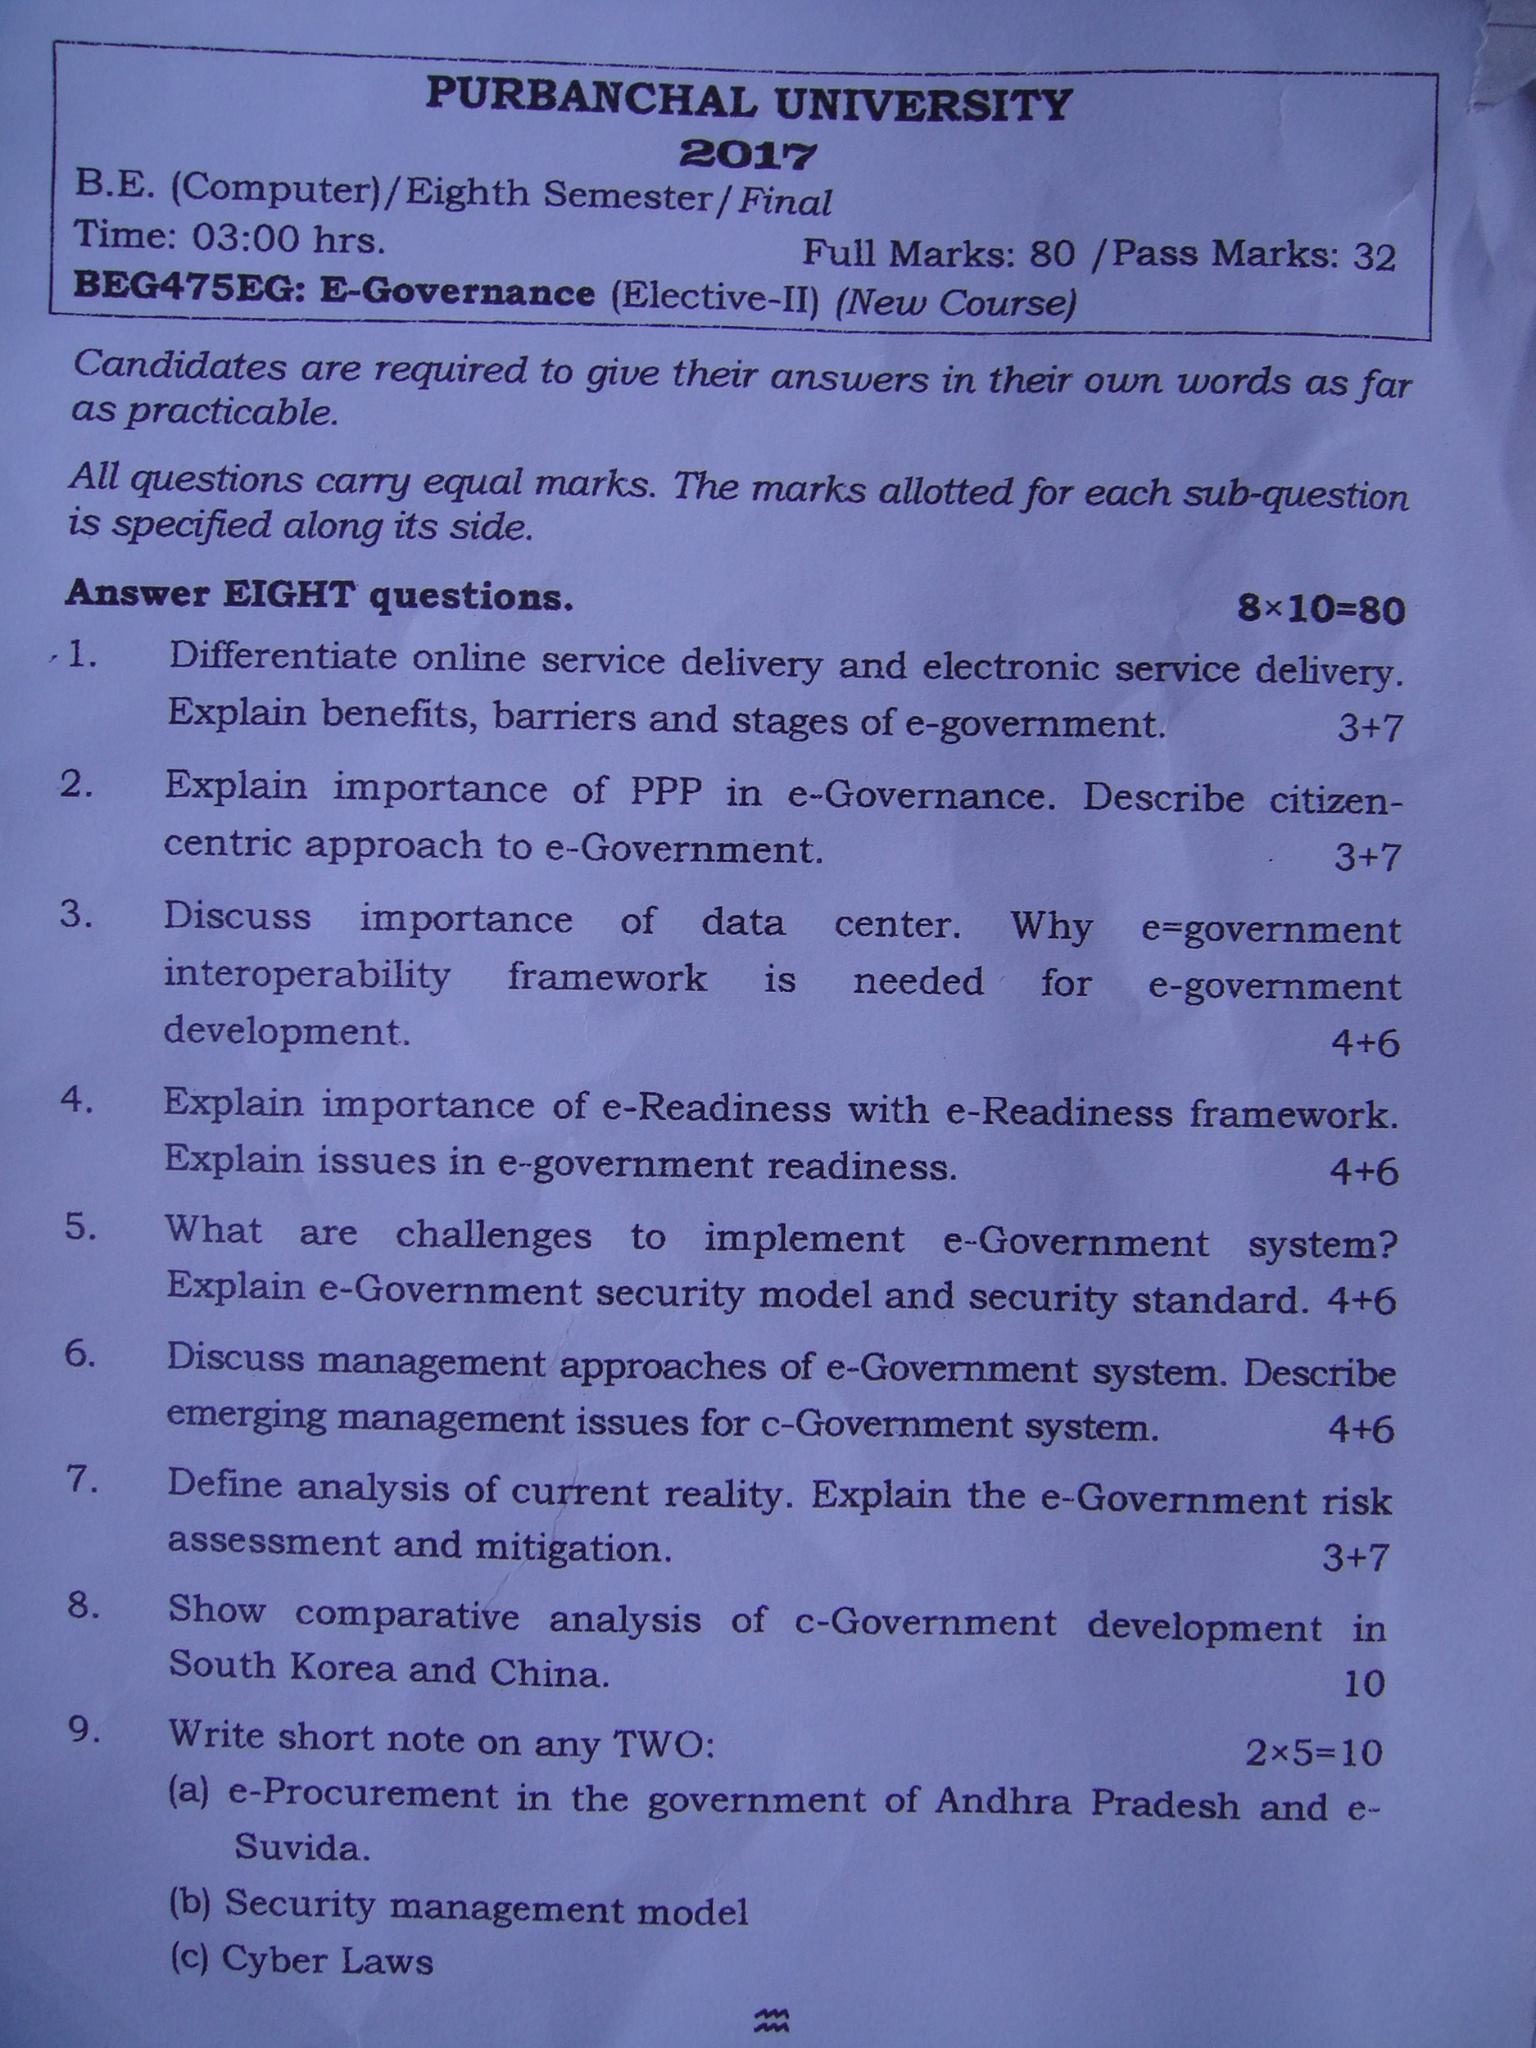 PURBANCHAL UNIVERSITY
2017
B.E. (Computer)/Eighth Semester/Final
Time: 03:00 hrs. Full Marks: 80 /Pass Marks: 32
BEG475EG: E-Governance (Elective-II) (New Course)
Candidates are required to give their answers in their own words as far
as practicable.
All questions carry equal marks. The marks allotted for each sub-question
is specified along its side.
Answer EIGHT questions. 8×10=80
1. Differentiate online service delivery and electronic service delivery.
Explain benefits, barriers and stages of e-government. 3+7
2. Explain importance of PPP in e-Governance. Describe citizen-
centric approach to e-Government. 3+7
3. Discuss importance of data center. Why e=government
interoperability framework is needed for e-government
development. 4+6
4. Explain importance of e-Readiness with e-Readiness framework.
Explain issues in e-government readiness. 4+6
5. What are challenges to implement e-Government system?
Explain e-Government security model and security standard. 4+6
6. Discuss management approaches of e-Government system. Describe
emerging management issues for c-Government system. 4+6
7. Define analysis of current reality. Explain the e-Government risk
assessment and mitigation. 3+7
8. Show comparative analysis of c-Government development in
South Korea and China. 10
9. Write short note on any TWO: 2×5=10
(a) e-Procurement in the government of Andhra Pradesh and e-
Suvida.
(b) Security management model
(c) Cyber Laws